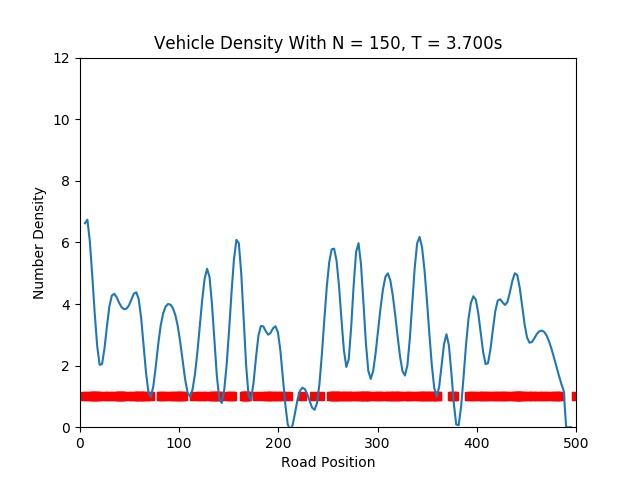 Vehicle Density With N = 150, T = 3.700s
12
10
8
6
4
2
0
Number Density
0 100 200 300 400 500
Road Position